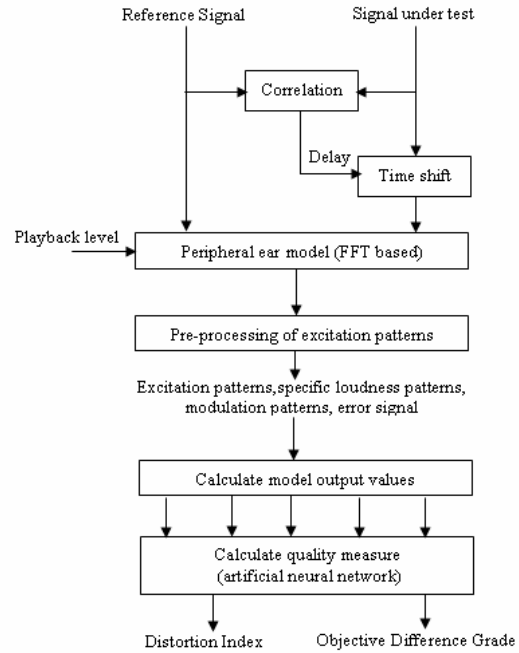 Reference Signal
Signal under test
Correlation
Delay
Time shift
Playback level
Peripheral ear model (FFT based)
Pre-processing of excitation patterns
Excitation patterns,specific loudness patterns,
modulation patterns, error signal
Calculate model output values
Calculate quality measure
(artificial neural network)
Distortion Index
Objective Difference Grade